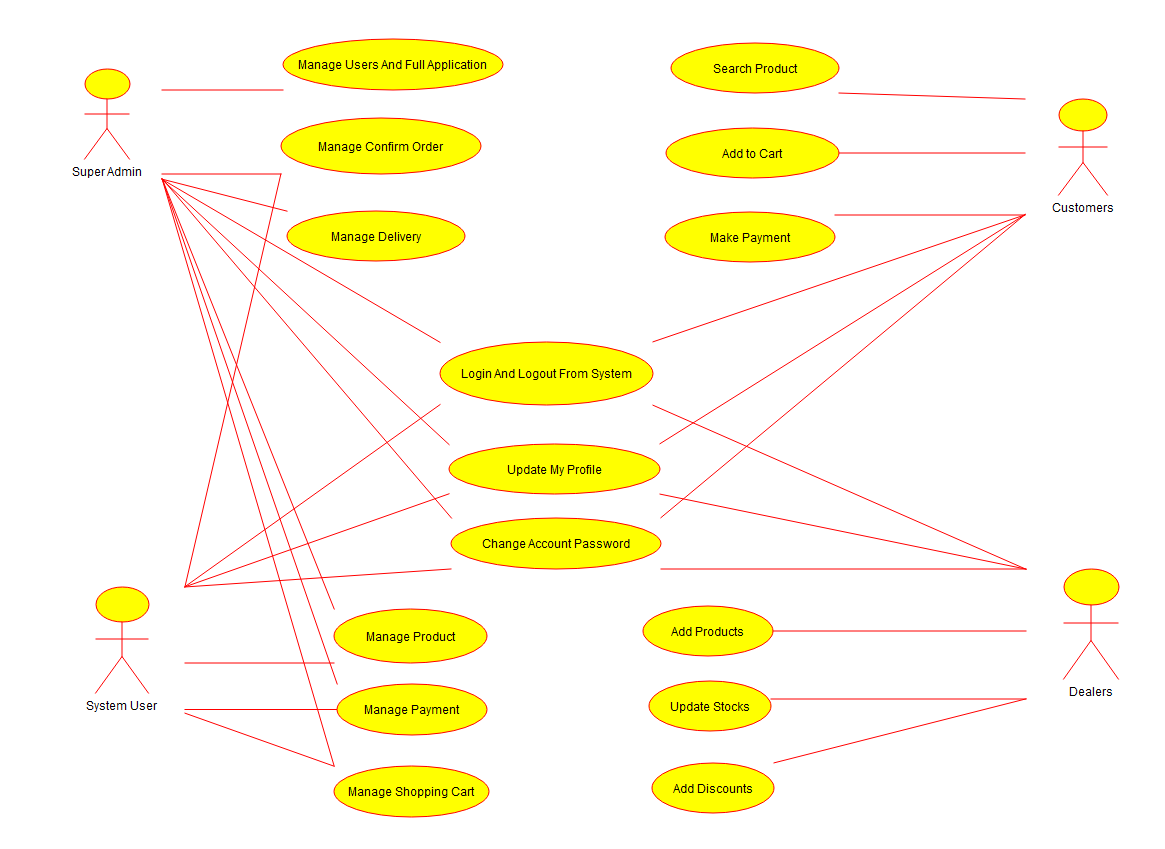 Manage Users And Full Application
Search Product
Manage Confirm Order
Add to Cart
Super Admin
Customers
Manage Delivery
Make Payment
Login And Logout From System
Update My Profile
Change Account Password
Manage Product
Add Products
System User
Dealers
Manage Payment
Update Stocks
Manage Shopping Cart
Add Discounts